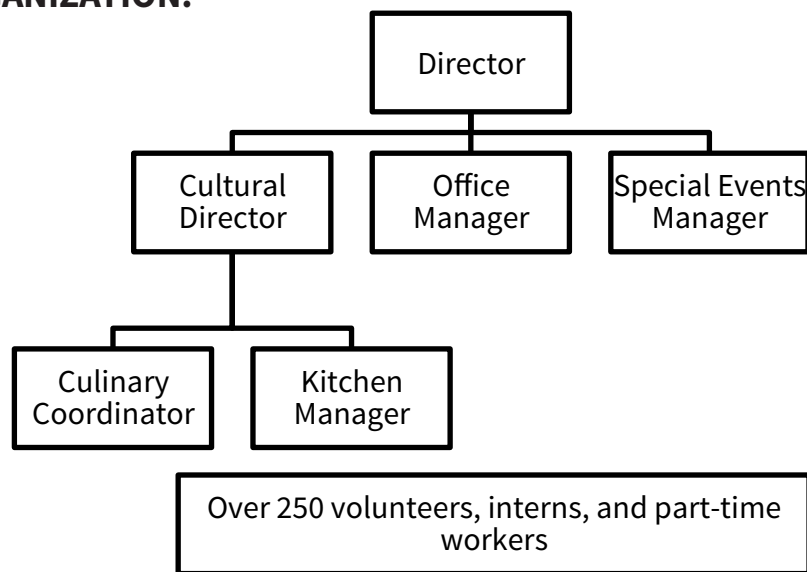 ANIZATION:
Director
Cultural
Director
Office
Manager
Special Events
Manager
Culinary
Coordinator
Kitchen
Manager
Over 250 volunteers, interns, and part-time
workers